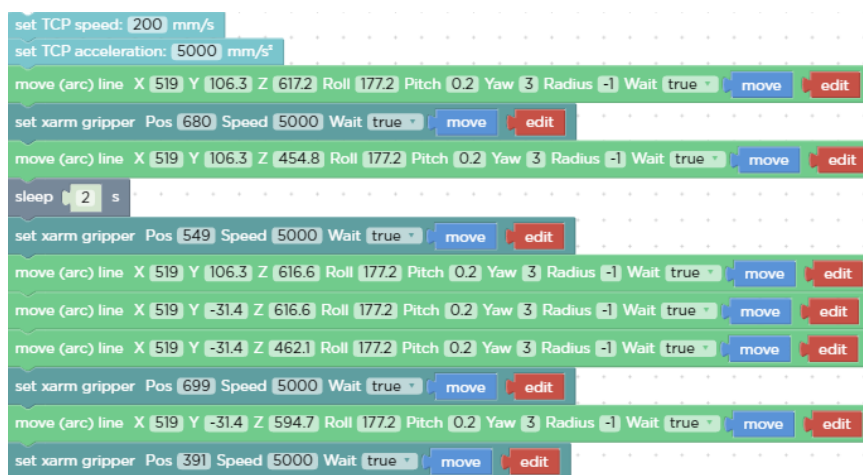 set TCP speed: 200 mm/s
set TCP acceleration: 5000 mm/s²
move (arc) line X 519 Y 106.3 Z 617.2 Roll 177.2 Pitch 0.2 Yaw 3 Radius -1 Wait true move edit
set xarm gripper Pos 680 Speed 5000 Wait true move edit
move (arc) line X 519 Y 106.3 Z 454.8 Roll 177.2 Pitch 0.2 Yaw 3 Radius -1 Wait true move edit
sleep 2 s
set xarm gripper Pos 549 Speed 5000 Wait true move edit
move (arc) line X 519 Y 106.3 Z 616.6 Roll 177.2 Pitch 0.2 Yaw 3 Radius -1 Wait true move edit
move (arc) line X 519 Y -31.4 Z 616.6 Roll 177.2 Pitch 0.2 Yaw 3 Radius -1 Wait true move edit
move (arc) line X 519 Y -31.4 Z 462.1 Roll 177.2 Pitch 0.2 Yaw 3 Radius -1 Wait true move edit
set xarm gripper Pos 699 Speed 5000 Wait true move edit
move (arc) line X 519 Y -31.4 Z 594.7 Roll 177.2 Pitch 0.2 Yaw 3 Radius -1 Wait true move edit
set xarm gripper Pos 391 Speed 5000 Wait true move edit